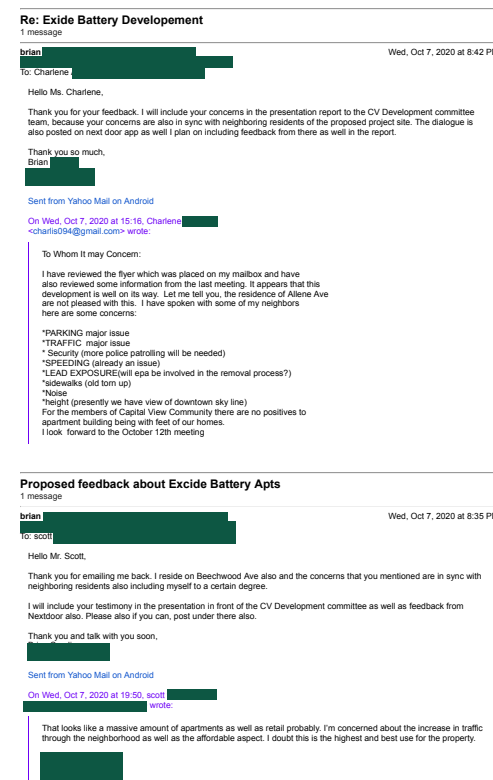 Re: Exide Battery Developement
1 message
brian
Wed, Oct 7, 2020 at 8:42 PM
To: Charlene
Hello Ms. Charlene,
Thank you for your feedback. I will include your concerns in the presentation report to the CV Development committee
team, because your concerns are also in sync with neighboring residents of the proposed project site. The dialogue is
also posted on next door app as well I plan on including feedback from there as well in the report.
Thank you so much,
Brian
Sent from Yahoo Mail on Android
On Wed, Oct 7, 2020 at 15:16, Charlene
<charlis094@gmail.com> wrote:
To Whom It may Concern:
I have reviewed the flyer which was placed on my mailbox and have
also reviewed some information from the last meeting. It appears that this
development is well on its way. Let me tell you, the residence of Allene Ave
are not pleased with this. I have spoken with some of my neighbors
here are some concerns:
*PARKING major issue
*TRAFFIC major issue
* Security (more police patrolling will be needed)
*SPEEDING (already an issue)
*LEAD EXPOSURE(will epa be involved in the removal process?)
*sidewalks (old torn up)
*Noise
*height (presently we have view of downtown sky line)
For the members of Capital View Community there are no positives to
apartment building being with feet of our homes.
I look forward to the October 12th meeting
Proposed feedback about Excide Battery Apts
1 message
brian
Wed, Oct 7, 2020 at 8:35 PM
To: scott
Hello Mr. Scott,
Thank you for emailing me back. I reside on Beechwood Ave also and the concerns that you mentioned are in sync with
neighboring residents also including myself to a certain degree.
I will include your testimony in the presentation in front of the CV Development committee as well as feedback from
Nextdoor also. Please also if you can, post under there also.
Thank you and talk with you soon,
Sent from Yahoo Mail on Android
On Wed, Oct 7, 2020 at 19:50, scott
wrote:
That looks like a massive amount of apartments as well as retail probably. I'm concerned about the increase in traffic
through the neighborhood as well as the affordable aspect. I doubt this is the highest and best use for the property.